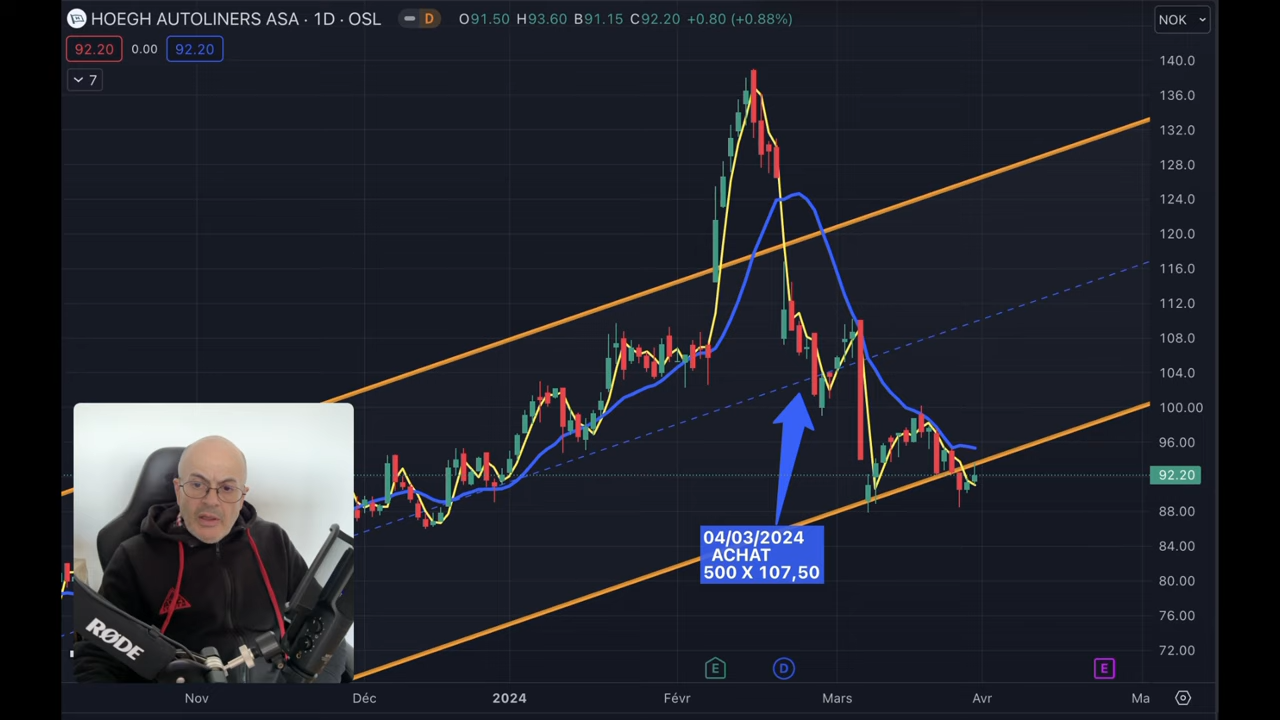 HOEGH AUTOLINERS ASA · 1D · OSL D O91.50 H93.60 B91.15 C92.20 +0.80 (+0.88%) NOK
92.20 0.00 92.20
7
140.0
136.0
132.0
128.0
124.0
120.0
116.0
112.0
108.0
104.0
100.00
96.00
92.20
88.00
84.00
80.00
76.00
72.00
04/03/2024
ACHAT
500 X 107,50
RØDE
E D E
Nov Déc 2024 Févr Mars Avr Ma